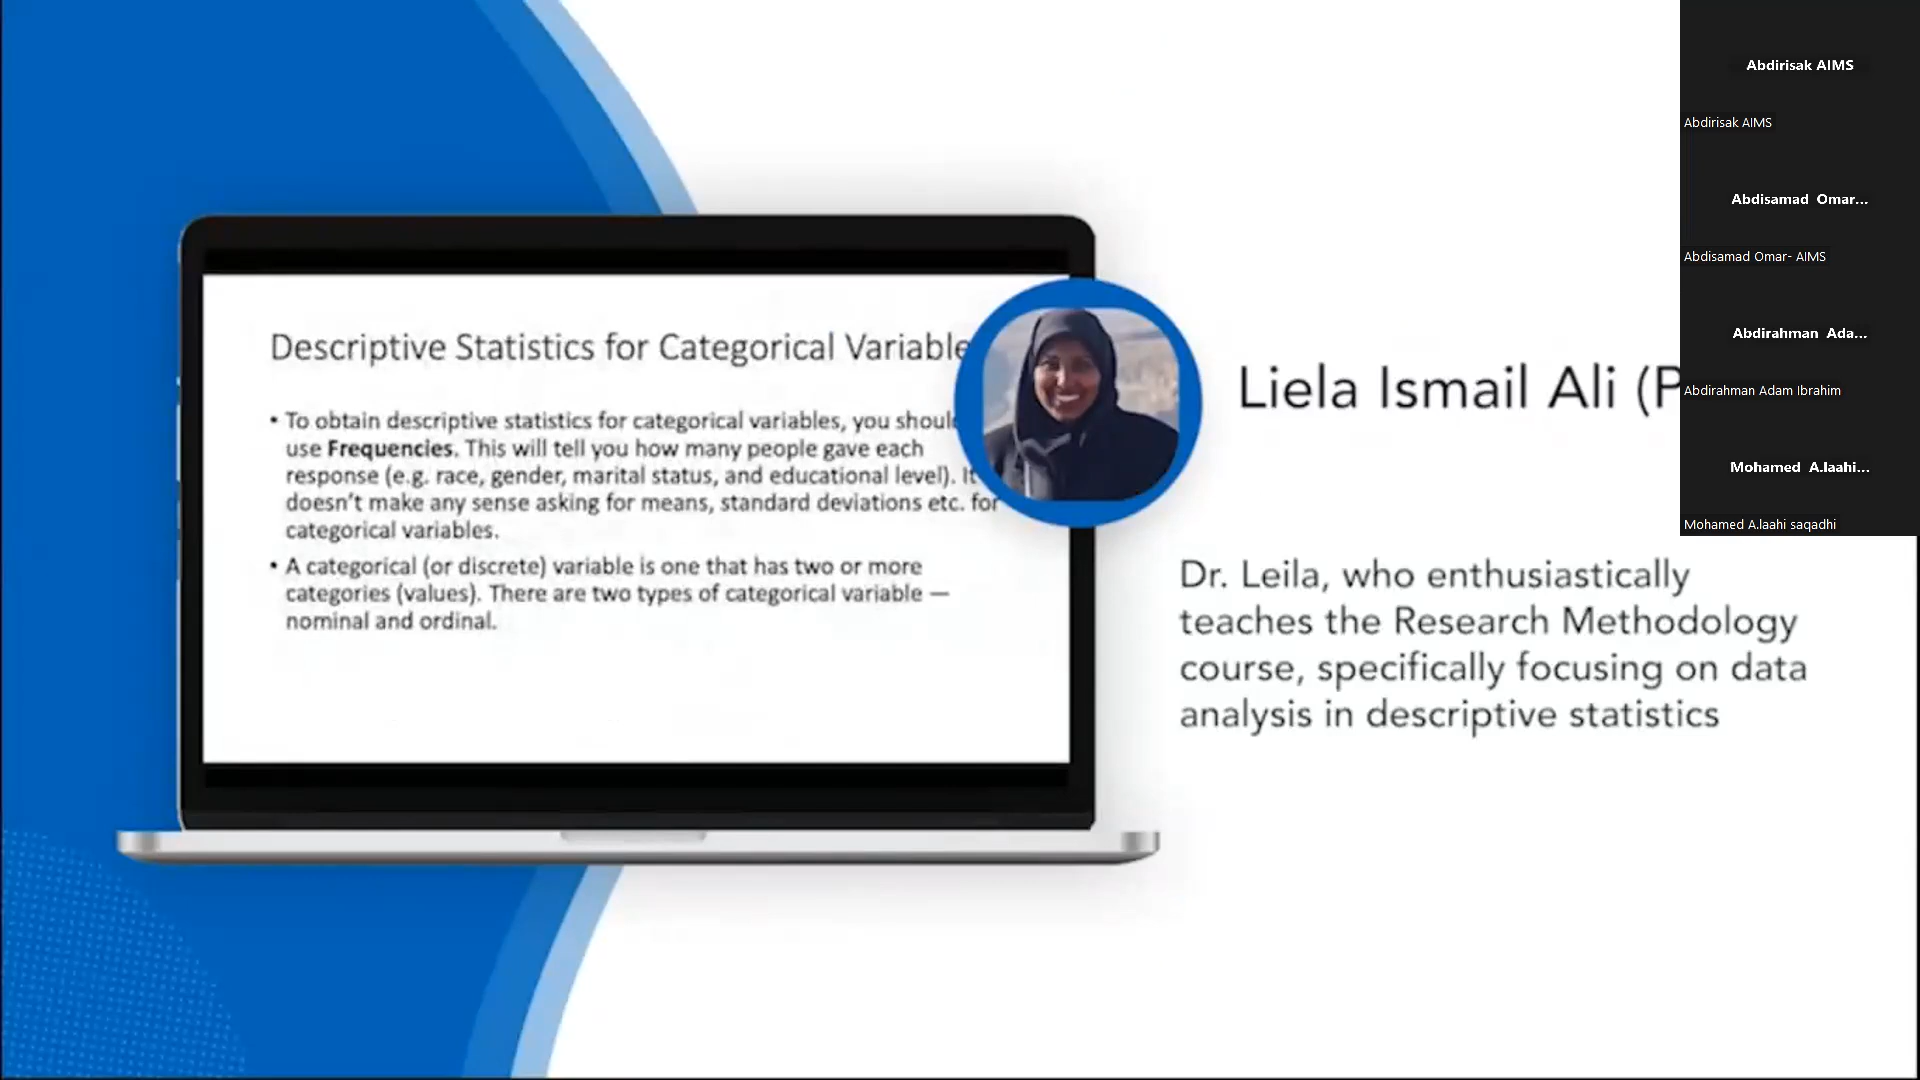 Descriptive Statistics for Categorical Variable
• To obtain descriptive statistics for categorical variables, you shoul
use Frequencies. This will tell you how many people gave each
response (e.g. race, gender, marital status, and educational level). It
doesn't make any sense asking for means, standard deviations etc. for
categorical variables.
• A categorical (or discrete) variable is one that has two or more
categories (values). There are two types of categorical variable —
nominal and ordinal.
Liela Ismail Ali (P
Dr. Leila, who enthusiastically
teaches the Research Methodology
course, specifically focusing on data
analysis in descriptive statistics
Abdirisak AIMS
Abdirisak AIMS
Abdisamad Omar...
Abdisamad Omar- AIMS
Abdirahman Ada...
Abdirahman Adam Ibrahim
Mohamed A.laahi...
Mohamed A.laahi saqadhi